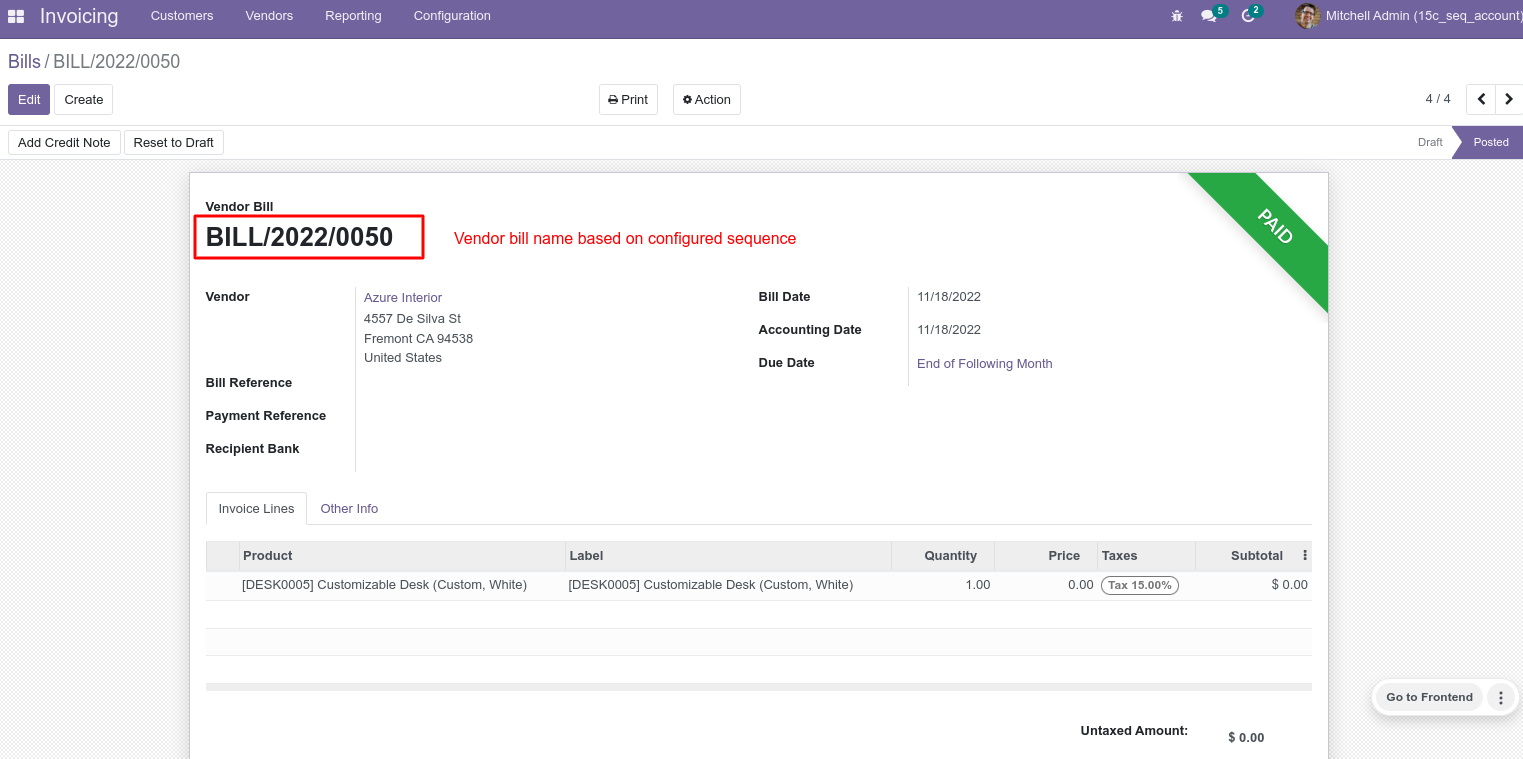 Invoicing Customers Vendors Reporting Configuration 5 2 Mitchell Admin (15c_seq_account)
Bills / BILL/2022/0050
Edit Create Print Action 4 / 4
Add Credit Note Reset to Draft Draft Posted
PAID
Vendor Bill
BILL/2022/0050 Vendor bill name based on configured sequence
Vendor Azure Interior Bill Date 11/18/2022
4557 De Silva St
Fremont CA 94538 Accounting Date 11/18/2022
United States Due Date End of Following Month
Bill Reference
Payment Reference
Recipient Bank
Invoice Lines Other Info
Product Label Quantity Price Taxes Subtotal
[DESK0005] Customizable Desk (Custom, White) [DESK0005] Customizable Desk (Custom, White) 1.00 0.00 Tax 15.00% $ 0.00
Go to Frontend
Untaxed Amount: $ 0.00